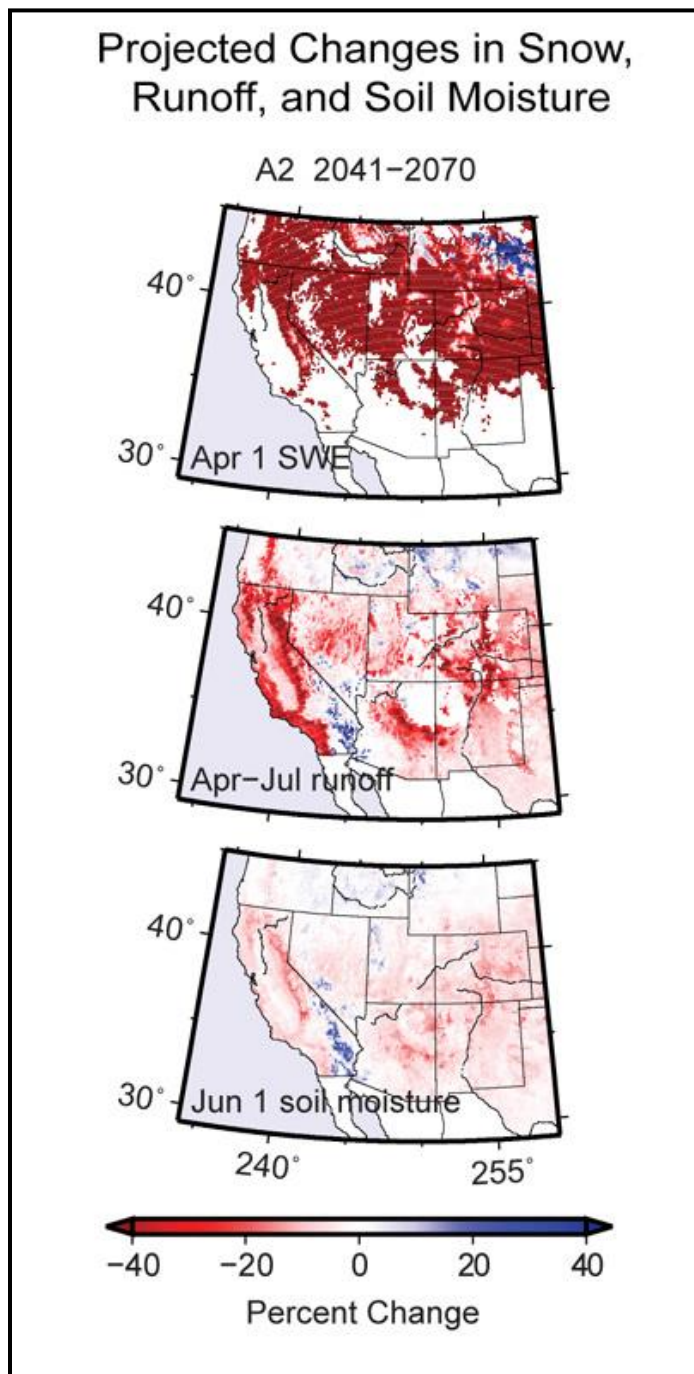 Projected Changes in Snow,
Runoff, and Soil Moisture
A2 2041−2070
40°
30°
Apr 1 SWE
40°
30°
Apr−Jul runoff
40°
30°
Jun 1 soil moisture
240°
255°
−40 −20 0 20 40
Percent Change